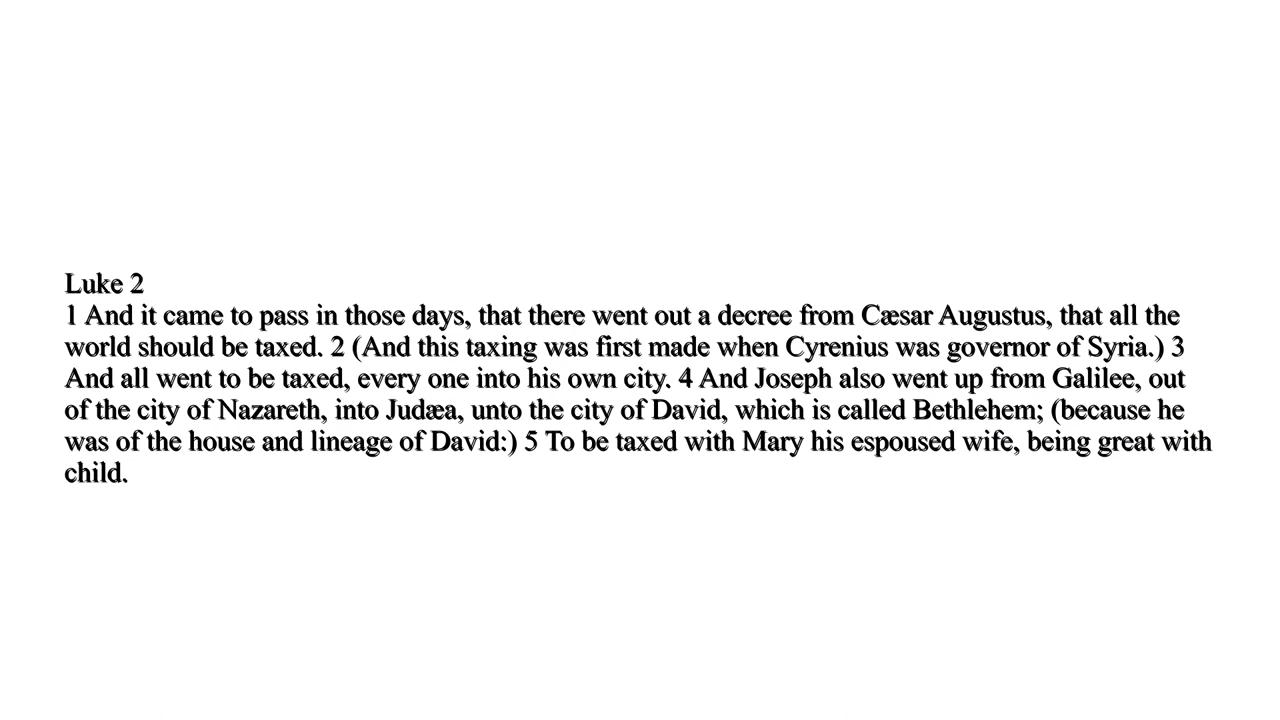 Luke 2
1 And it came to pass in those days, that there went out a decree from Cæsar Augustus, that all the
world should be taxed. 2 (And this taxing was first made when Cyrenius was governor of Syria.) 3
And all went to be taxed, every one into his own city. 4 And Joseph also went up from Galilee, out
of the city of Nazareth, into Judæa, unto the city of David, which is called Bethlehem; (because he
was of the house and lineage of David:) 5 To be taxed with Mary his espoused wife, being great with
child.